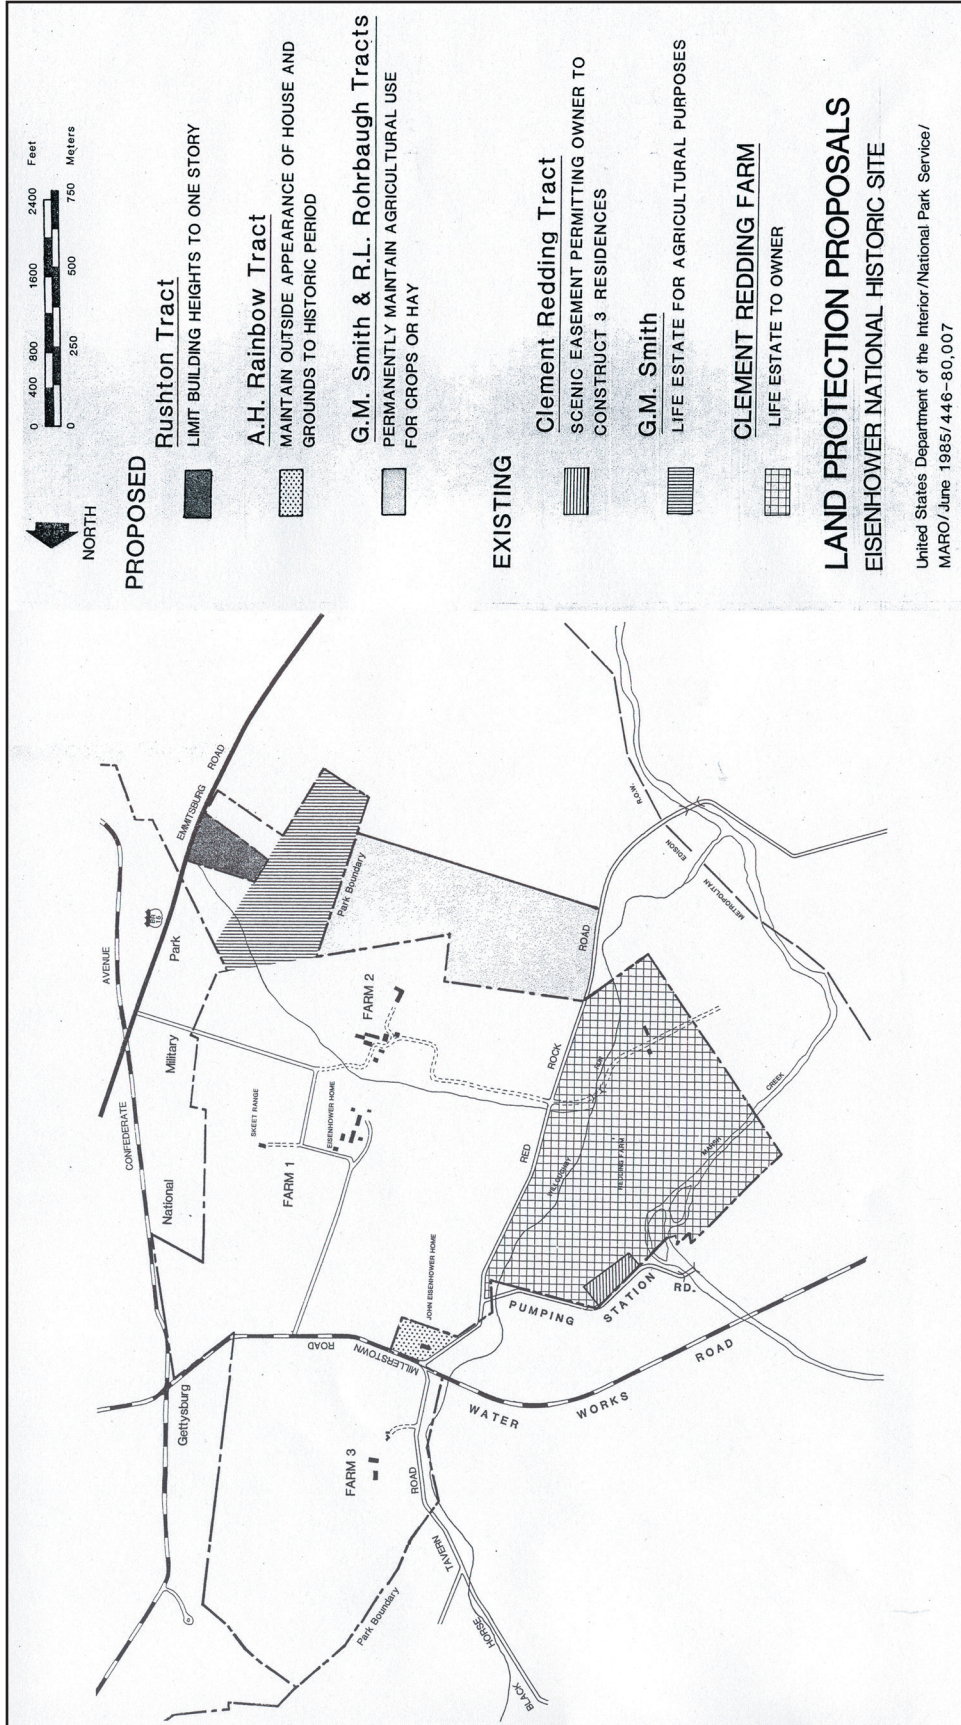 NORTH
0 400 800 1600 2400 Feet
0 250 500 750 Meters
PROPOSED
Rushton Tract
LIMIT BUILDING HEIGHTS TO ONE STORY
A.H. Rainbow Tract
MAINTAIN OUTSIDE APPEARANCE OF HOUSE AND
GROUNDS TO HISTORIC PERIOD
G.M. Smith & R.L. Rohrbaugh Tracts
PERMANENTLY MAINTAIN AGRICULTURAL USE
FOR CROPS OR HAY
EXISTING
Clement Redding Tract
SCENIC EASEMENT PERMITTING OWNER TO
CONSTRUCT 3 RESIDENCES
G.M. Smith
LIFE ESTATE FOR AGRICULTURAL PURPOSES
CLEMENT REDDING FARM
LIFE ESTATE TO OWNER
LAND PROTECTION PROPOSALS
EISENHOWER NATIONAL HISTORIC SITE
United States Department of the Interior/National Park Service/
MARO/June 1985/446-80,007
Gettysburg
National
Military
Park
CONFEDERATE
AVENUE
EMMITSBURG
ROAD
BR
15
SKEET RANGE
EISENHOWER HOME
FARM 1
FARM 2
FARM 3
Park Boundary
Park Boundary
MILLERSTOWN
ROAD
JOHN EISENHOWER HOME
BLACK
HORSE
TAVERN
ROAD
RED
ROCK
ROAD
WILLOUGHBY
RUN
REDDING FARM
MARSH
CREEK
PUMPING
STATION
RD.
WATER
WORKS
ROAD
METROPOLITAN
EDISON
R.O.W.